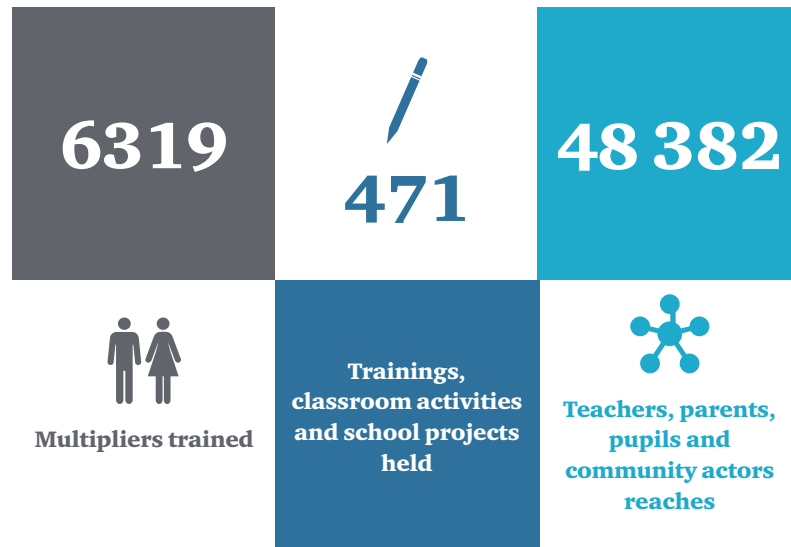 6319
471
48 382
Multipliers trained
Trainings,
classroom activities
and school projects
held
Teachers, parents,
pupils and
community actors
reaches